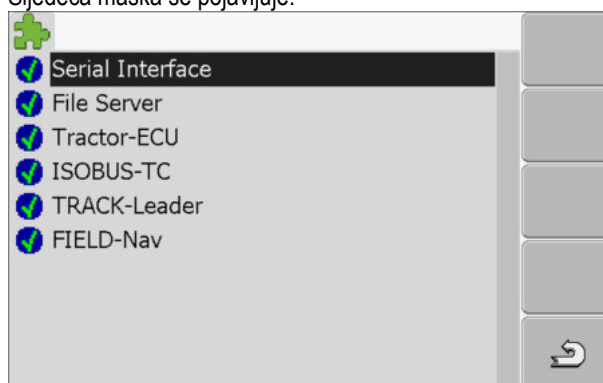 Sljedeća maska se pojavljuje:
Serial Interface
File Server
Tractor-ECU
ISOBUS-TC
TRACK-Leader
FIELD-Nav